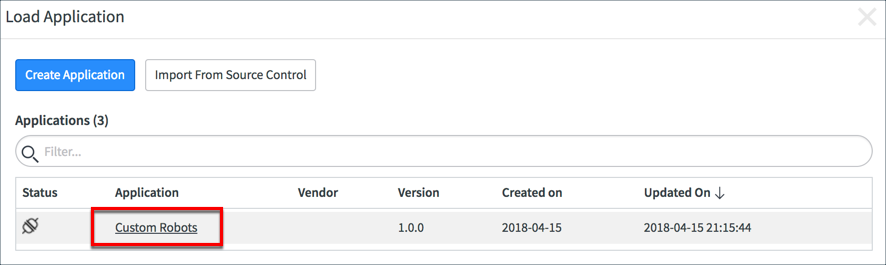 Load Application
Create Application Import From Source Control
Applications (3)
Filter...
Status Application Vendor Version Created on Updated On
Custom Robots 1.0.0 2018-04-15 2018-04-15 21:15:44